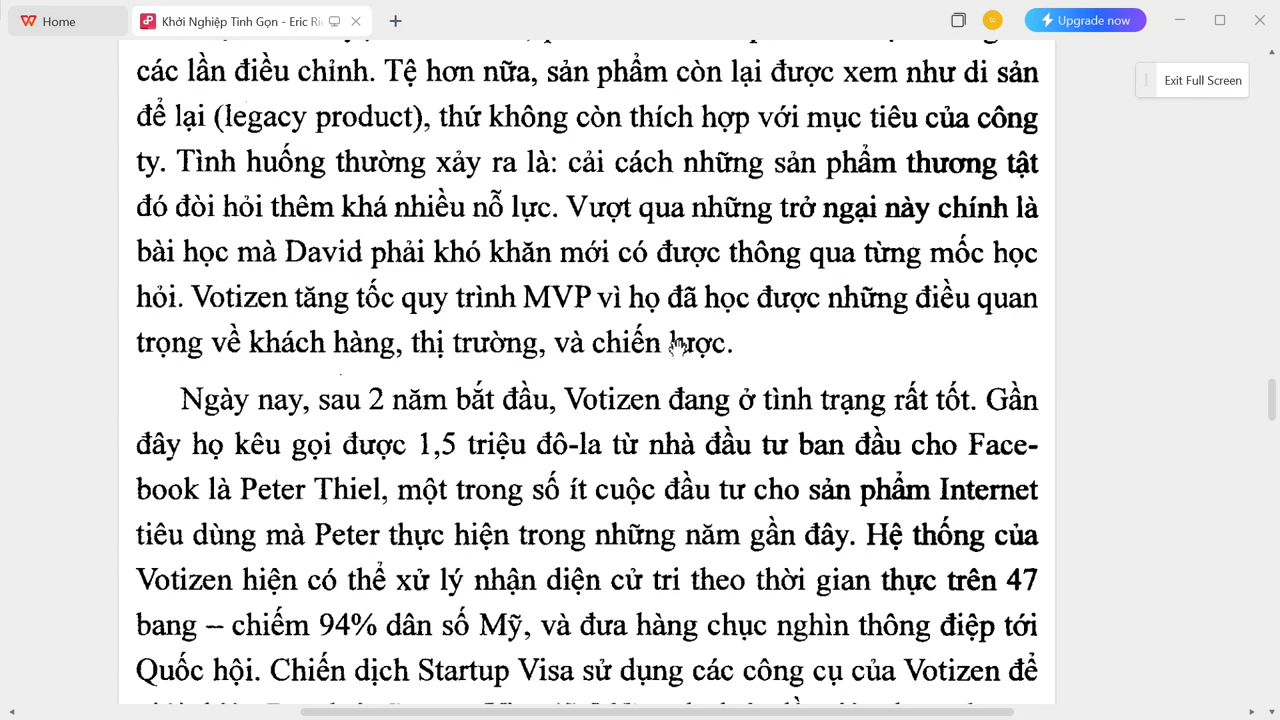 Home
Khởi Nghiệp Tinh Gọn - Eric Ri
tc
Upgrade now
Exit Full Screen
các lần điều chỉnh. Tệ hơn nữa, sản phẩm còn lại được xem như di sản
để lại (legacy product), thứ không còn thích hợp với mục tiêu của công
ty. Tình huống thường xảy ra là: cải cách những sản phẩm thương tật
đó đòi hỏi thêm khá nhiều nỗ lực. Vượt qua những trở ngại này chính là
bài học mà David phải khó khăn mới có được thông qua từng mốc học
hỏi. Votizen tăng tốc quy trình MVP vì họ đã học được những điều quan
trọng về khách hàng, thị trường, và chiến lược.
Ngày nay, sau 2 năm bắt đầu, Votizen đang ở tình trạng rất tốt. Gần
đây họ kêu gọi được 1,5 triệu đô-la từ nhà đầu tư ban đầu cho Face-
book là Peter Thiel, một trong số ít cuộc đầu tư cho sản phẩm Internet
tiêu dùng mà Peter thực hiện trong những năm gần đây. Hệ thống của
Votizen hiện có thể xử lý nhận diện cử tri theo thời gian thực trên 47
bang – chiếm 94% dân số Mỹ, và đưa hàng chục nghìn thông điệp tới
Quốc hội. Chiến dịch Startup Visa sử dụng các công cụ của Votizen để